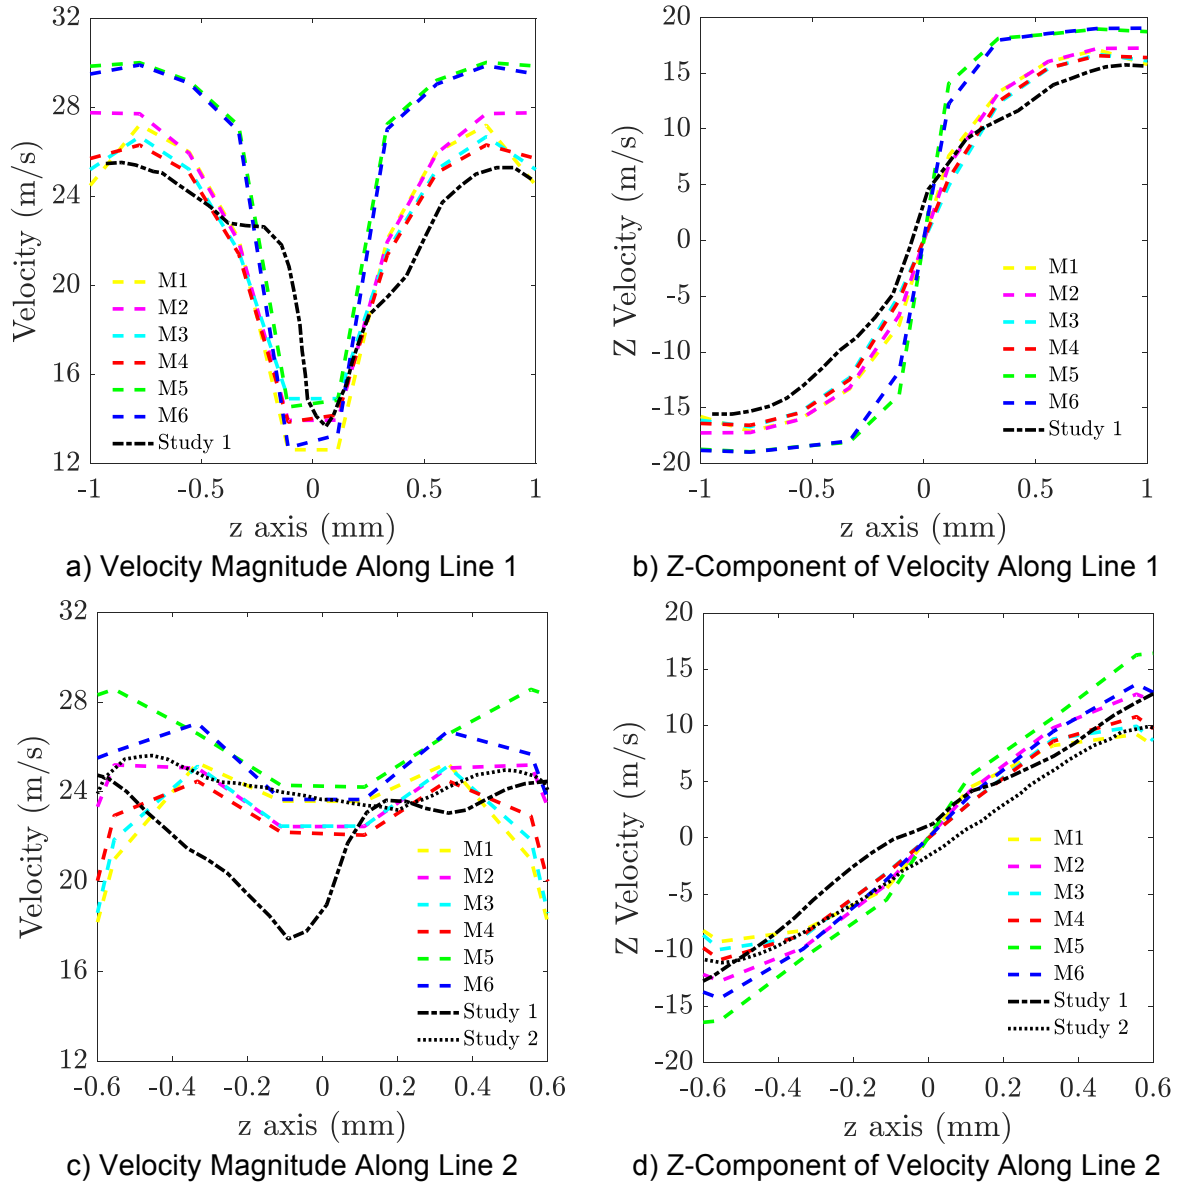 32
28
24
20
16
12
Velocity (m/s)
M1
M2
M3
M4
M5
M6
Study 1
-1
-0.5
0
0.5
1
z axis (mm)
a) Velocity Magnitude Along Line 1
20
15
10
5
0
-5
-10
-15
-20
Z Velocity (m/s)
M1
M2
M3
M4
M5
M6
Study 1
-1
-0.5
0
0.5
1
z axis (mm)
b) Z-Component of Velocity Along Line 1
32
28
24
20
16
12
Velocity (m/s)
M1
M2
M3
M4
M5
M6
Study 1
Study 2
-0.6
-0.4
-0.2
0
0.2
0.4
0.6
z axis (mm)
c) Velocity Magnitude Along Line 2
20
15
10
5
0
-5
-10
-15
-20
Z Velocity (m/s)
M1
M2
M3
M4
M5
M6
Study 1
Study 2
-0.6
-0.4
-0.2
0
0.2
0.4
0.6
z axis (mm)
d) Z-Component of Velocity Along Line 2